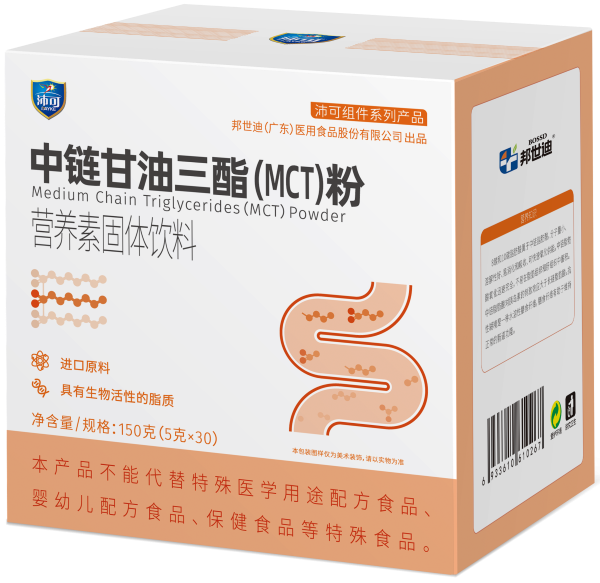 沛可
沛可组件系列产品
邦世迪(广东)医用食品股份有限公司出品
中链甘油三酯(MCT)粉
Medium Chain Triglycerides(MCT) Powder
营养素固体饮料
进口原料
具有生物活性的脂质
净含量/规格:150克(5克×30)
本包装图样仅为美术装饰,请以实物为准
本产品不能代替特殊医学用途配方食品、
婴幼儿配方食品、保健食品等特殊食品。
BOSSD
邦世迪
6933610610267